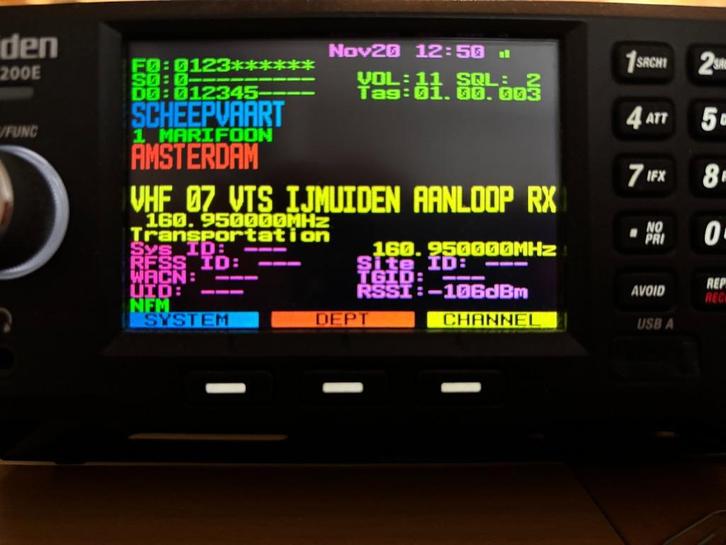 iden
200E
/FUNC
Nov20 12:50
F0:0123******
S0:0---------
D0:012345----
VOL:11 SQL: 2
Tag:01.00.003
SCHEEPVAART
1 MARIFOON
AMSTERDAM
VHF 07 VTS IJMUIDEN AANLOOP RX
160.950000MHz
Transportation
Sys ID: --- 160.950000MHz
RFSS ID: --- Site ID: ---
WACN: --- TGID: ---
UID: --- RSSI:-106dBm
NFM
SYSTEM DEPT CHANNEL
1 SRCH1 2
4 ATT 5
7 IFX 8
. NO PRI 0
AVOID REP
REC
USB A